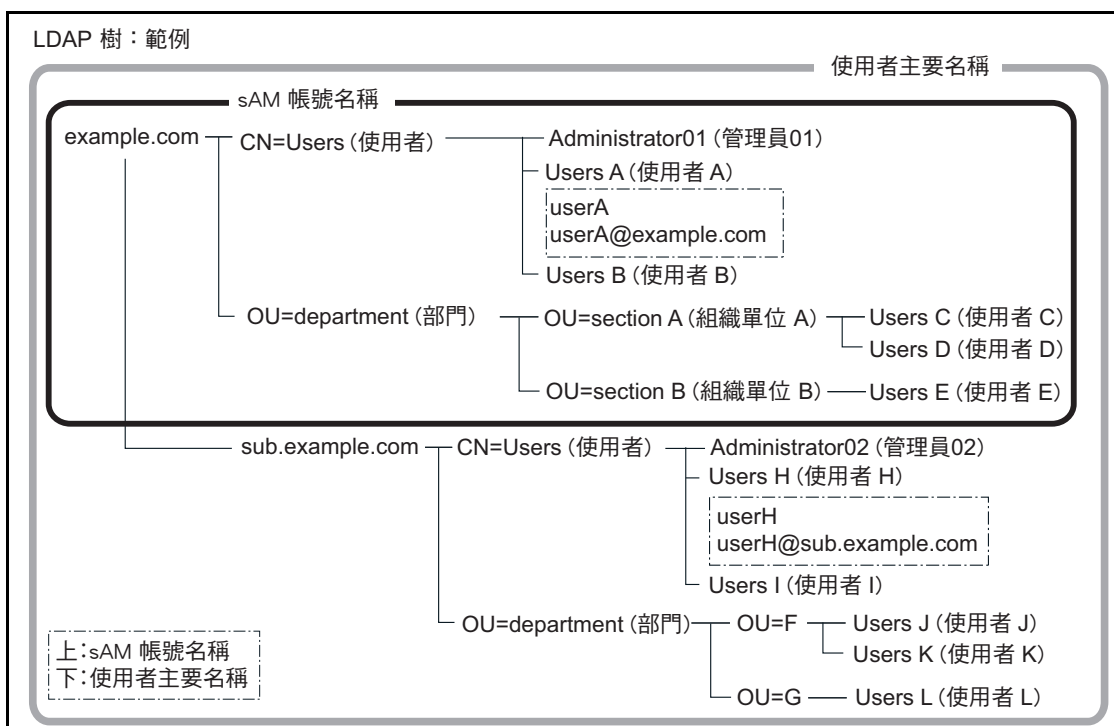 LDAP 樹：範例
使用者主要名稱
sAM 帳號名稱
example.com
CN=Users (使用者)
Administrator01 (管理員01)
Users A (使用者 A)
userA
userA@example.com
Users B (使用者 B)
OU=department (部門)
OU=section A (組織單位 A)
Users C (使用者 C)
Users D (使用者 D)
OU=section B (組織單位 B)
Users E (使用者 E)
sub.example.com
CN=Users (使用者)
Administrator02 (管理員02)
Users H (使用者 H)
userH
userH@sub.example.com
Users I (使用者 I)
OU=department (部門)
OU=F
Users J (使用者 J)
Users K (使用者 K)
OU=G
Users L (使用者 L)
上：sAM 帳號名稱
下：使用者主要名稱